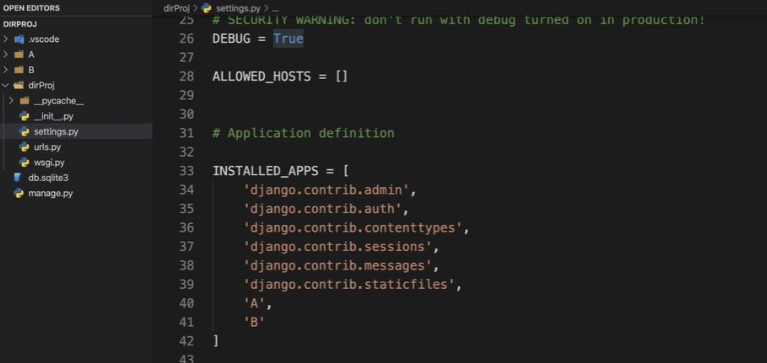 OPEN EDITORS
DIRPROJ
.vscode
A
B
dirProj
__pycache__
__init__.py
settings.py
urls.py
wsgi.py
db.sqlite3
manage.py
dirProj > settings.py > ...
25 # SECURITY WARNING: don't run with debug turned on in production!
26 DEBUG = True
27
28 ALLOWED_HOSTS = []
29
30
31 # Application definition
32
33 INSTALLED_APPS = [
34 'django.contrib.admin',
35 'django.contrib.auth',
36 'django.contrib.contenttypes',
37 'django.contrib.sessions',
38 'django.contrib.messages',
39 'django.contrib.staticfiles',
40 'A',
41 'B'
42 ]
43